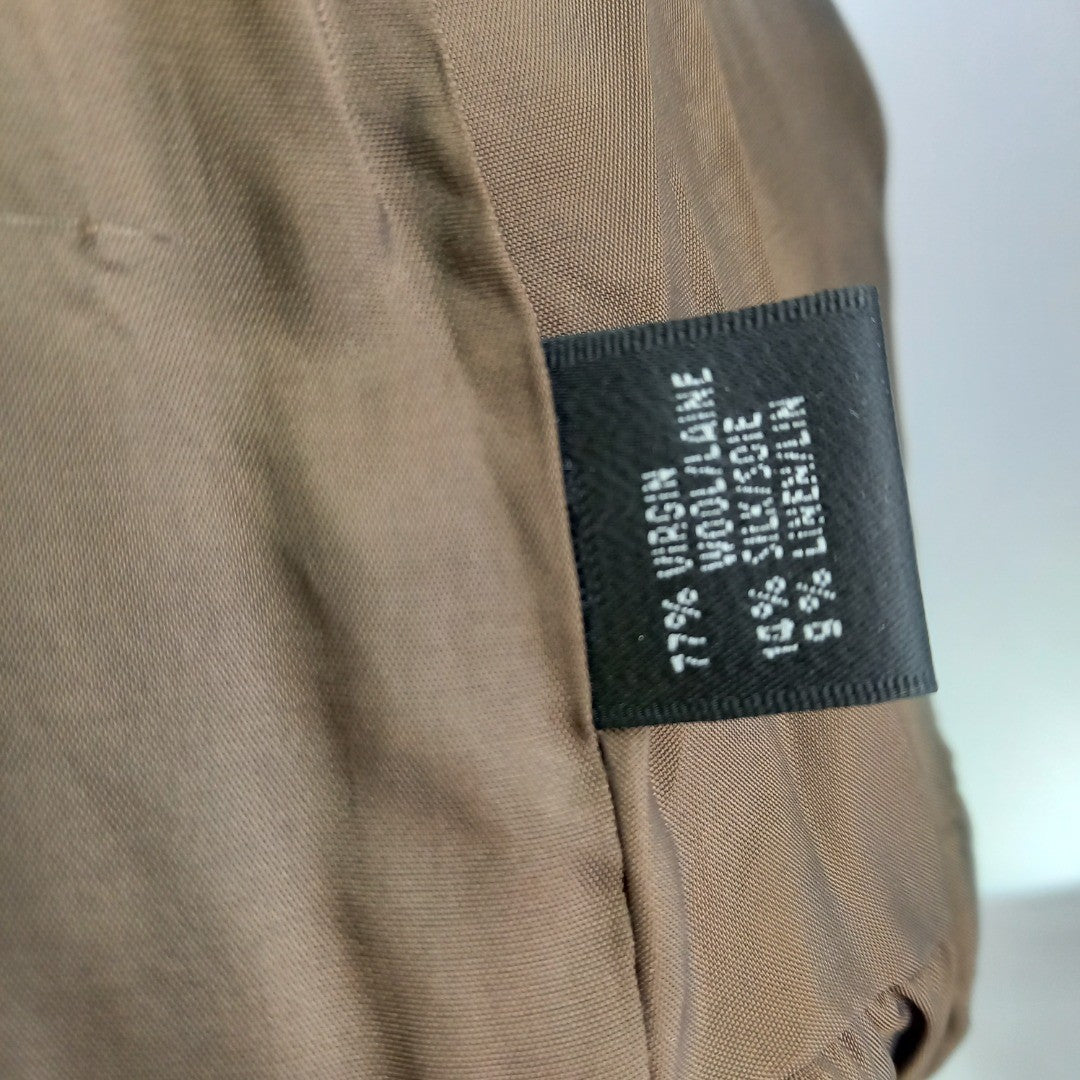 77% VIRGIN
WOOL/LAINE
14% SILK/SOIE
9% LINEN/LIN